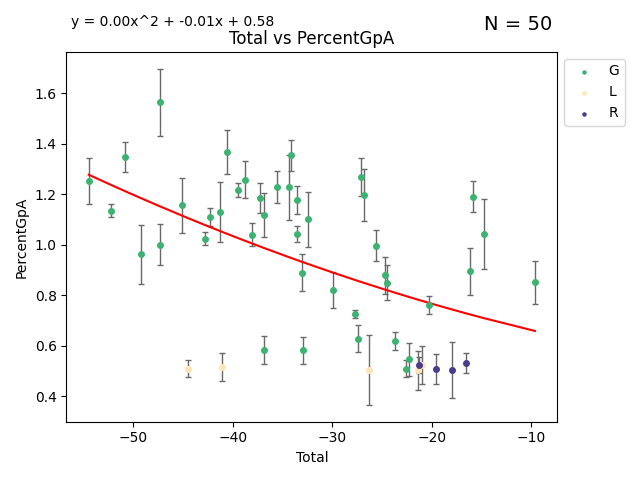 y = 0.00x^2 + -0.01x + 0.58
N = 50
Total vs PercentGpA
G
L
R
PercentGpA
1.6
1.4
1.2
1.0
0.8
0.6
0.4
−50
−40
−30
−20
−10
Total